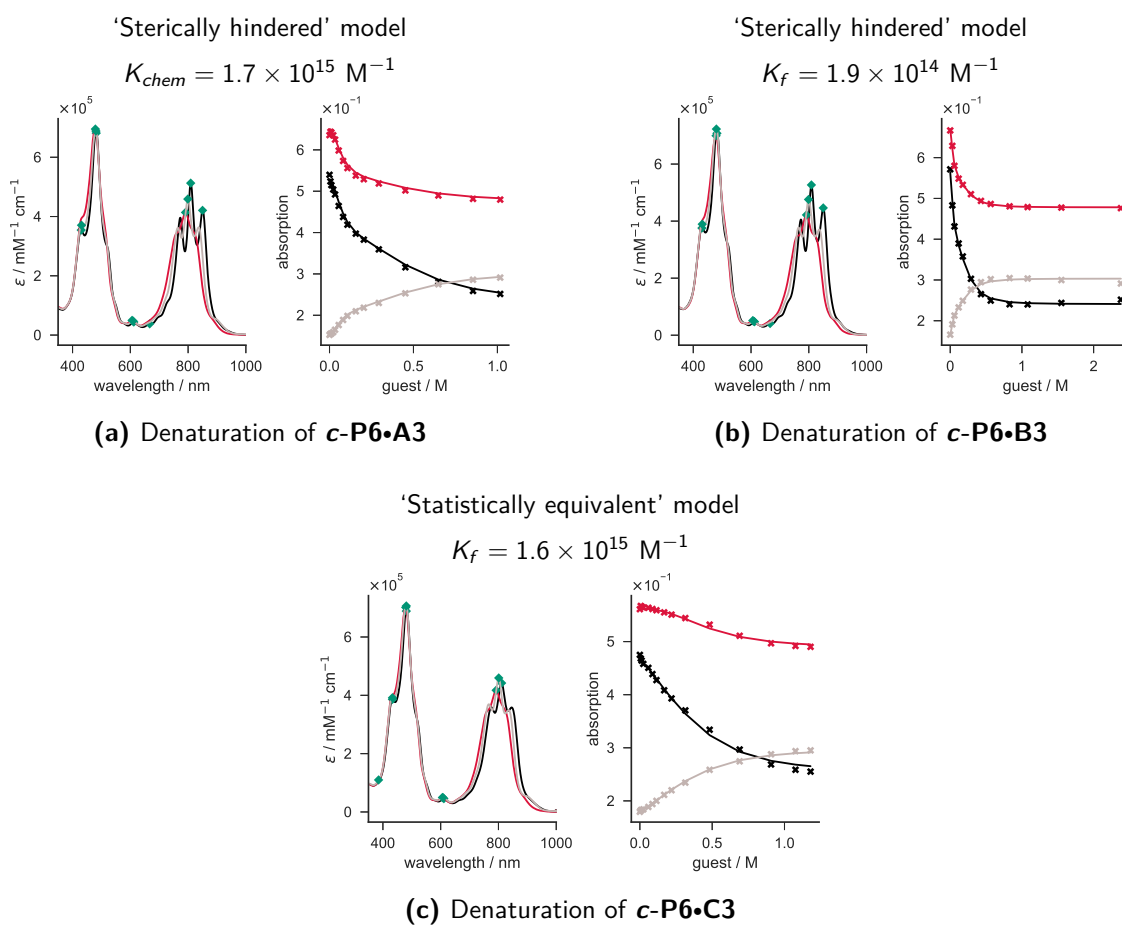 'Sterically hindered' model
K_chem = 1.7 × 10^15 M^−1
×10^5
6
4
2
0
ε / mM^−1 cm^−1
400 600 800 1000
wavelength / nm
×10^−1
6
5
4
3
2
absorption
0.0 0.5 1.0
guest / M
(a) Denaturation of c-P6•A3
'Sterically hindered' model
K_f = 1.9 × 10^14 M^−1
×10^5
6
4
2
0
ε / mM^−1 cm^−1
400 600 800 1000
wavelength / nm
×10^−1
6
5
4
3
2
absorption
0 1 2
guest / M
(b) Denaturation of c-P6•B3
'Statistically equivalent' model
K_f = 1.6 × 10^15 M^−1
×10^5
6
4
2
0
ε / mM^−1 cm^−1
400 600 800 1000
wavelength / nm
×10^−1
5
4
3
2
absorption
0.0 0.5 1.0
guest / M
(c) Denaturation of c-P6•C3